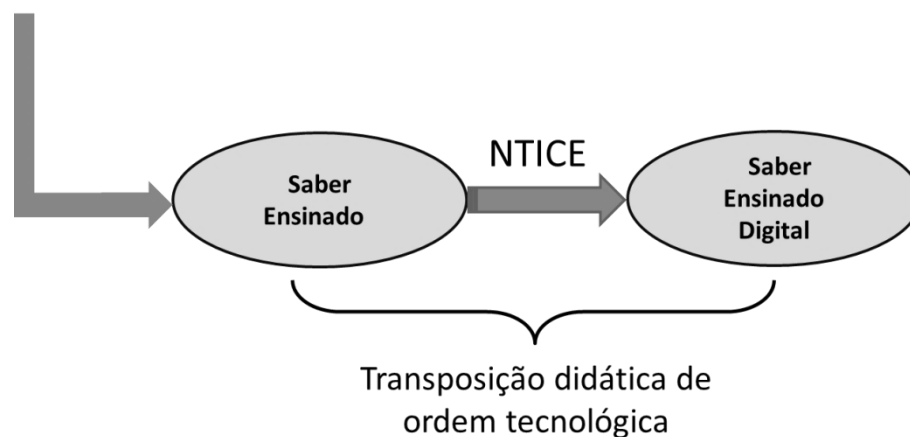 NTICE
Saber
Ensinado
Saber
Ensinado
Digital
Transposição didática de
ordem tecnológica